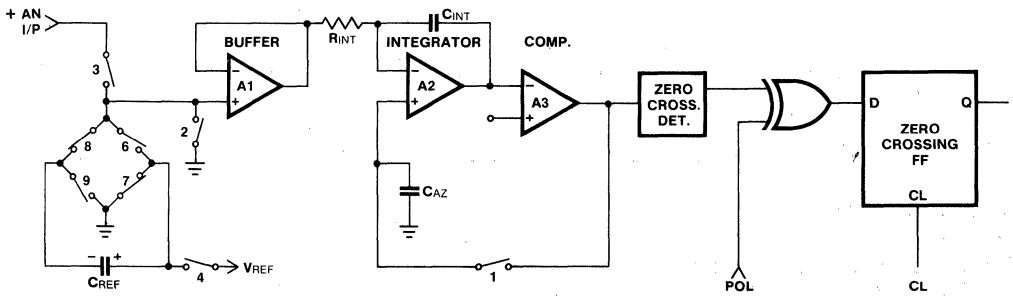 + AN
I/P
3
BUFFER
A1
−
+
RINT
CINT
INTEGRATOR
−
A2
+
COMP.
−
A3
+
ZERO
CROSS.
DET.
D
Q
ZERO
CROSSING
FF
CL
2
8
6
9
7
CAZ
− +
CREF
4
VREF
1
POL
CL